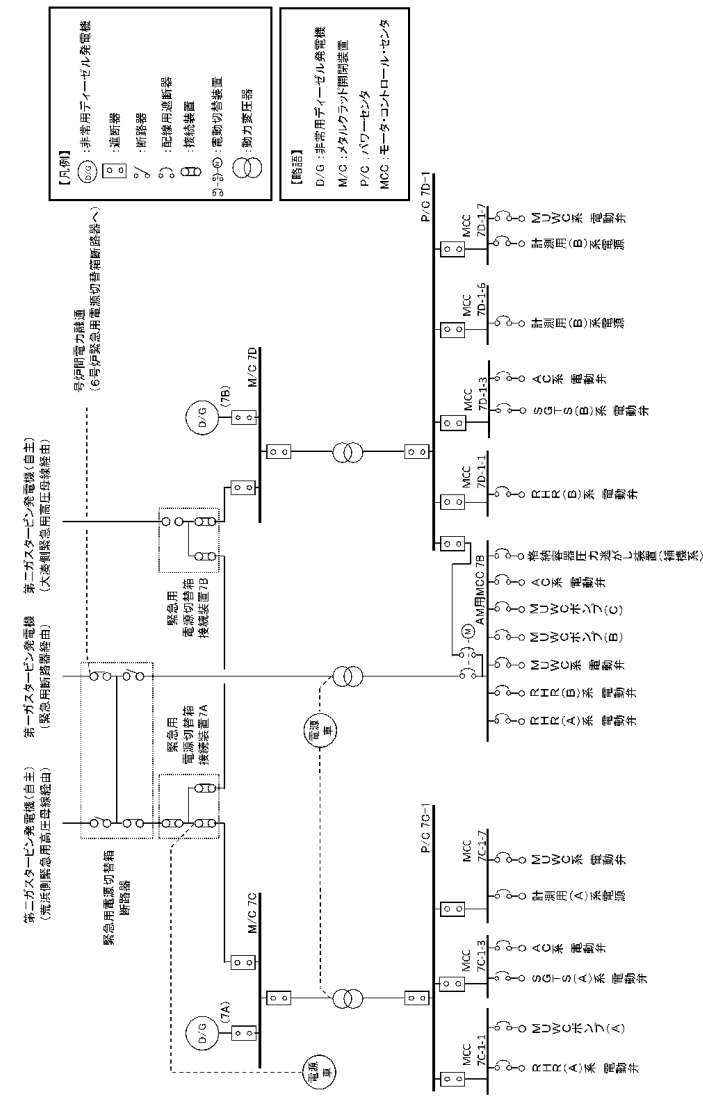 【凡例】
D/G :非常用ディーゼル発電機
:遮断器
:断路器
:配線用遮断器
:接続装置
M :電動切替装置
:動力変圧器
【略語】
D/G :非常用ディーゼル発電機
M/C :メタルクラッド開閉装置
P/C :パワーセンタ
MCC :モータ・コントロール・センタ
第二ガスタービン発電機(自主)
(荒浜側緊急用高圧母線経由)
第一ガスタービン発電機
(緊急用断路器経由)
第二ガスタービン発電機(自主)
(大湊側緊急用高圧母線経由)
号炉間電力融通
(6号炉緊急用電源切替箱断路器へ)
緊急用電源切替箱
断路器
緊急用
電源切替箱
接続装置7A
緊急用
電源切替箱
接続装置7B
D/G
(7A)
M/C 7C
D/G
(7B)
M/C 7D
電源
車
電源
車
P/C 7C-1
P/C 7D-1
MCC
7C-1-1
RHR(A)系 電動弁
MUWCポンプ(A)
MCC
7C-1-3
SGTS(A)系 電動弁
AC系 電動弁
MCC
7C-1-7
計測用(A)系電源
MUWC系 電動弁
AM用MCC 7B
M
RHR(A)系 電動弁
RHR(B)系 電動弁
MUWC系 電動弁
MUWCポンプ(B)
MUWCポンプ(C)
AC系 電動弁
格納容器圧力逃がし装置(補機系)
MCC
7D-1-1
RHR(B)系 電動弁
MCC
7D-1-3
SGTS(B)系 電動弁
AC系 電動弁
MCC
7D-1-6
計測用(B)系電源
MCC
7D-1-7
計測用(B)系電源
MUWC系 電動弁